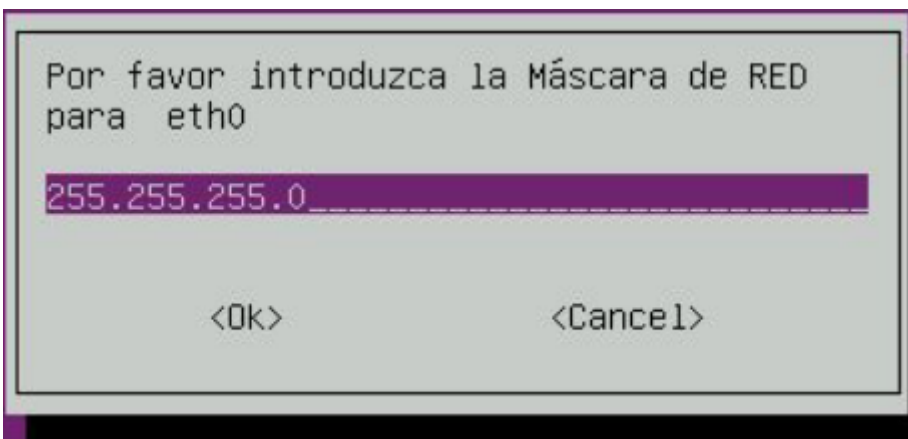 Por favor introduzca la Máscara de RED
para eth0
255.255.255.0
<Ok> <Cancel>